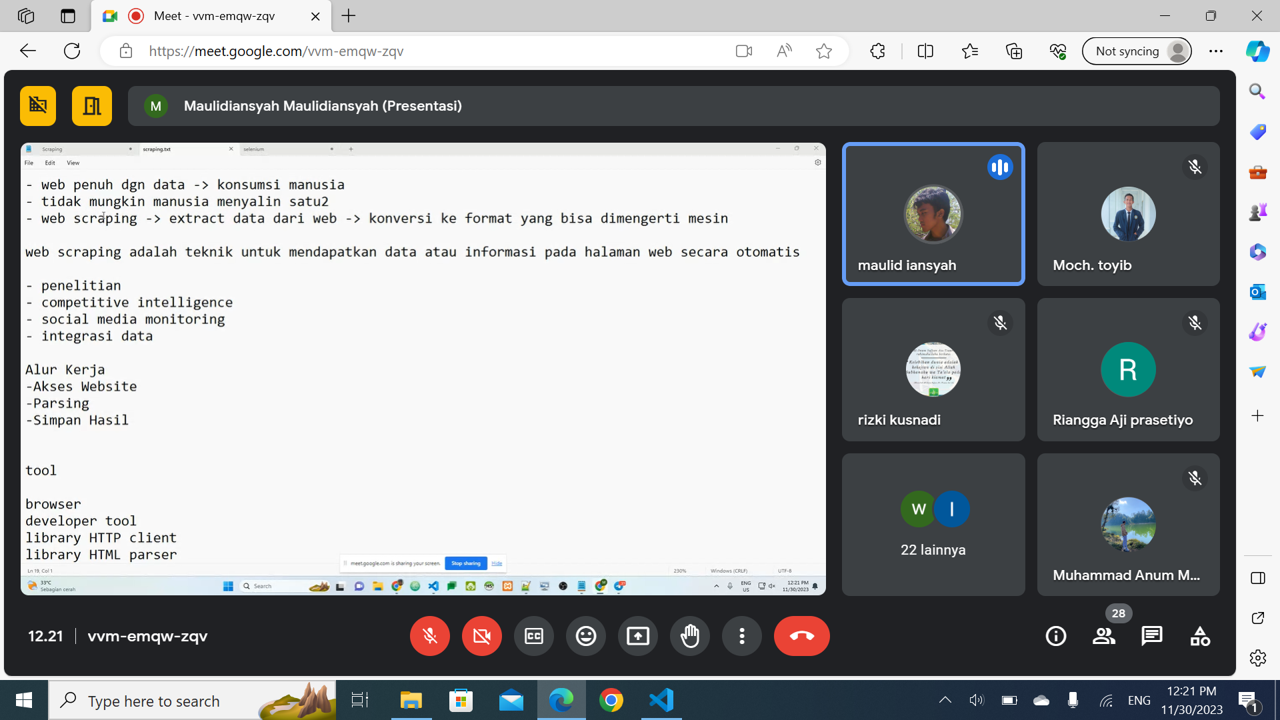 Meet - vvm-emqw-zqv
https://meet.google.com/vvm-emqw-zqv
Not syncing
M Maulidiansyah Maulidiansyah (Presentasi)
Scraping scraping.txt selenium
File Edit View
- web penuh dgn data -> konsumsi manusia
- tidak mungkin manusia menyalin satu2
- web scraping -> extract data dari web -> konversi ke format yang bisa dimengerti mesin
web scraping adalah teknik untuk mendapatkan data atau informasi pada halaman web secara otomatis
- penelitian
- competitive intelligence
- social media monitoring
- integrasi data
Alur Kerja
-Akses Website
-Parsing
-Simpan Hasil
tool
browser
developer tool
library HTTP client
library HTML parser
meet.google.com is sharing your screen. Stop sharing Hide
Ln 19, Col 1 230% Windows (CRLF) UTF-8
33°C
Sebagian cerah
Search
ENG
US
12:21 PM
11/30/2023
maulid iansyah
Moch. toyib
rizki kusnadi
R
Riangga Aji prasetiyo
W I
22 lainnya
Muhammad Anum M...
12.21 vvm-emqw-zqv
28
Type here to search
ENG
12:21 PM
11/30/2023
1